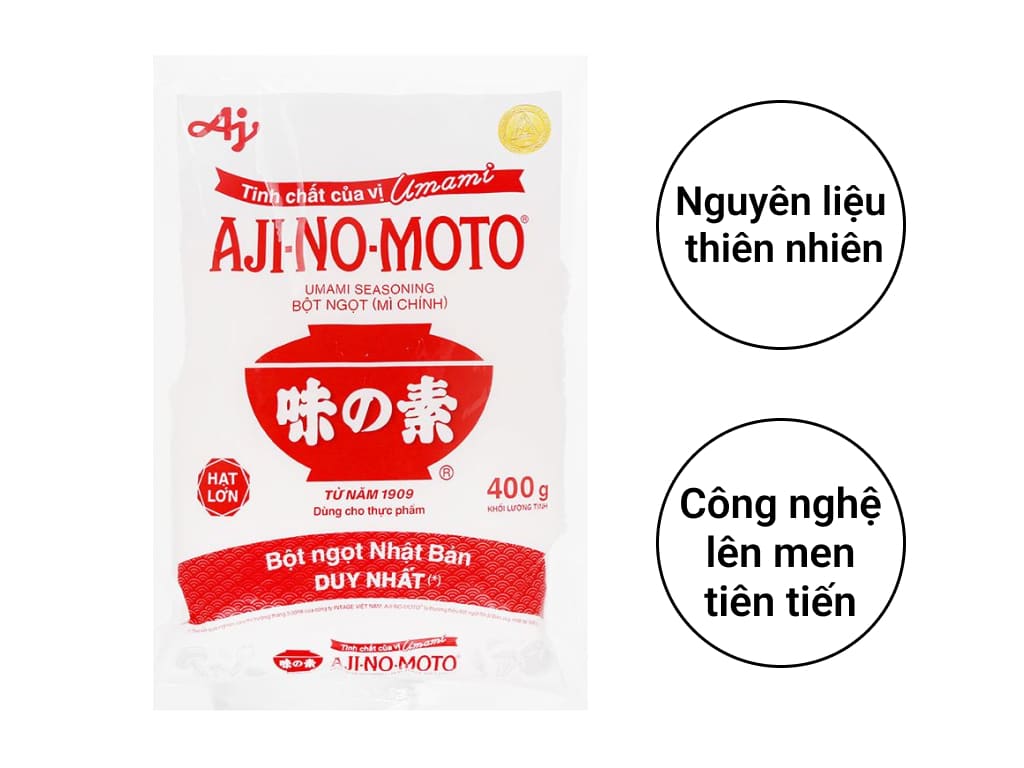 Aj
Tinh chất của vị Umami
AJI-NO-MOTO®
UMAMI SEASONING
BỘT NGỌT (MÌ CHÍNH)
味の素
®
HẠT
LỚN
TỪ NĂM 1909
Dùng cho thực phẩm
400 g
KHỐI LƯỢNG TỊNH
Bột ngọt Nhật Bản
DUY NHẤT (*)
Tinh chất của vị Umami
味の素 AJI-NO-MOTO®
Nguyên liệu
thiên nhiên
Công nghệ
lên men
tiên tiến